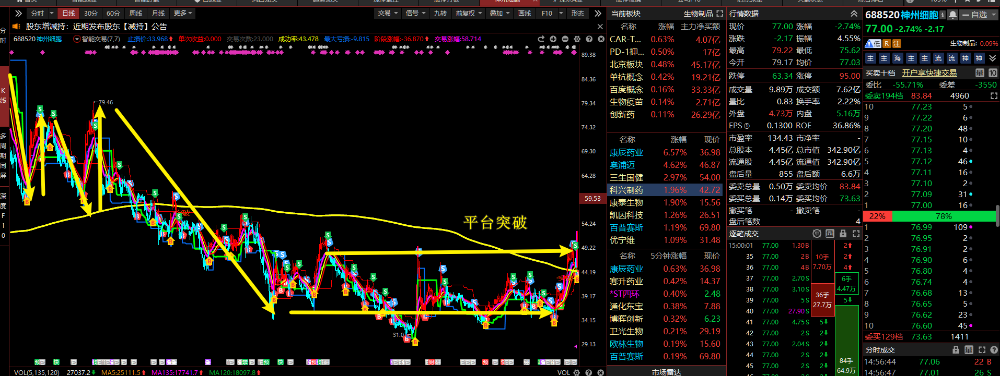 分时 日线 30分 60分 周线 月线 更多
交易 信号 九转 前复权 叠加 画线 F10 形态
股东增减持：近期发布股东【减持】公告
688520 神州细胞 智能交易(7,7) 止损价:33.968 单次收益:0.000 交易次数:23.000 成功率:43.478 最大亏损:-9.815 阶段涨幅:-36.870 交易涨幅:58.714
分时
K线
多周期同屏
深度F10
79.46
平台突破
31.07
89.38
84.36
79.34
74.32
69.30
64.28
59.53
54.24
49.22
44.19
39.17
34.15
29.13
VOL(5,135,120) 27037.2 MA5:25111.5 MA135:17741.7 MA120:18097.8
VOL
当前板块 生物制品
名称 涨幅 主力净买额
CAR-T... 0.63% 4.07亿
PD-1抑... 0.50% 17亿
北京板块 0.48% 45.17亿
单抗概念 0.42% 19.21亿
百度概念 0.16% 33.33亿
生物疫苗 0.14% 2.71亿
创新药 0.11% 26.29亿
名称 涨幅 现价
康辰药业 6.57% 36.98
奥浦迈 4.62% 46.87
三生国健 2.97% 54.00
科兴制药 1.96% 42.72
康泰生物 1.90% 15.56
凯因科技 1.26% 26.51
百普赛斯 1.19% 69.80
优宁维 1.09% 31.48
名称 5分钟涨幅 现价
康辰药业 0.63% 36.98
赛升药业 0.42% 14.37
*ST四环 0.40% 2.48
通化东宝 0.38% 7.88
博晖创新 0.32% 6.23
卫光生物 0.21% 29.19
欧林生物 0.19% 15.60
百普赛斯 0.19% 69.80
市场雷达
行情数据
现价 77.00 涨幅 -2.74%
涨跌 -2.17 振幅 4.55%
最高 79.22 最低 75.62
今开 79.17 均价 77.03
跌停 63.34 涨停 95.00
成交量 9.89万 成交额 7.62亿
量比 0.83 换手率 2.22%
外盘 4.73万 内盘 5.16万
EPS① 0.1300 ROE 36.86%
市盈率 134.43 市净率 -
总股本 4.45亿 总市值 342.90亿
流通股 4.45亿 流通值 342.90亿
盘后量 855 盘后额 6.6万
委卖总量 0.50万 委卖均价 83.84
委买总量 0.14万 委买均价 73.63
撤买笔 - 撤卖笔 -
盘后笔数 4
逐笔成交
15:00:01 77.00 1.30B
35 77.00 2B
36 77.00 4B
37 77.00 2.70S
38 77.00 3.10S
39 77.00 5S
40 77.00 27.90S
41 77.00 4.75S
42 77.00 2S
43 77.00 2.04S
44 77.00 2S
45 77.00 2S
10手
7.70万
36手
27.7万
5
2
2
2
2
2
2
4
6手
4.47万
5
84手
64.9万
688520 神州细胞 自选
77.00 -2.74% -2.17
低 R 注 生物制品: 0.09%
主 主 海 主 主 流 流 神 神
买卖十档 开户享快捷交易 量 10
委比 -55.71% 委差 -3550
委卖194档 83.84 4960
10 77.23 5
9 77.22 6
8 77.20 48
7 77.15 10
6 77.13 4
5 77.12 46
4 77.11 16
3 77.10 2
2 77.09 31
1 77.00 16
22% 78%
1 76.99 109
2 76.95 2
3 76.91 2
4 76.90 6
5 76.80 4
6 76.74 4
7 76.68 13
8 76.65 5
9 76.62 23
10 76.60 45
委买129档 73.63 1411
分时成交 量
14:56:44 77.06 22 B
14:56:47 77.01 26 S